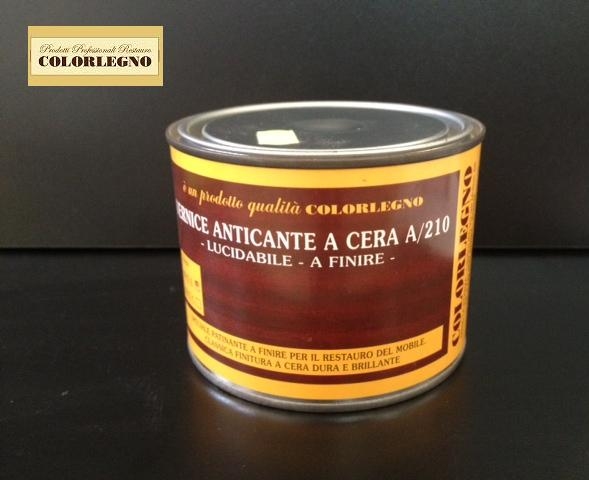 Prodotti Professionali Restauro
COLORLEGNO
è un prodotto qualità COLORLEGNO
ERNICE ANTICANTE A CERA A/210
- LUCIDABILE - A FINIRE -
COLORLEGNO
PATINANTE A FINIRE PER IL RESTAURO DEL MOBILE.
CLASSICA FINITURA A CERA DURA E BRILLANTE